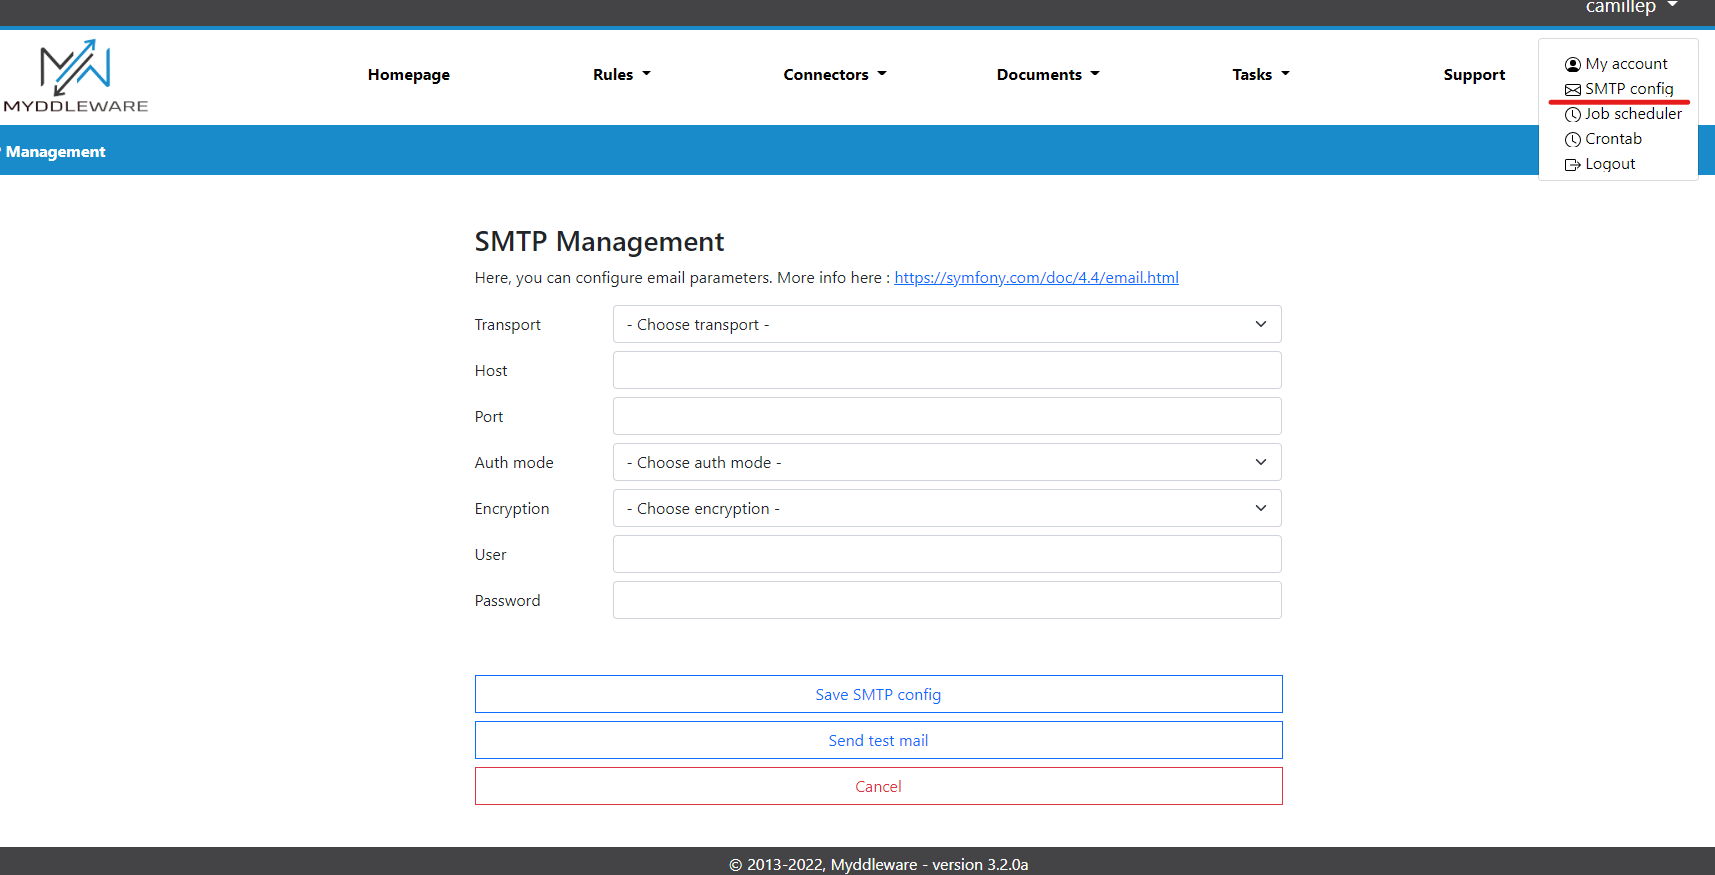 camillep
MYDDLEWARE
Homepage
Rules
Connectors
Documents
Tasks
Support
My account
SMTP config
Job scheduler
Crontab
Logout
Management
SMTP Management
Here, you can configure email parameters. More info here : https://symfony.com/doc/4.4/email.html
Transport
- Choose transport -
Host
Port
Auth mode
- Choose auth mode -
Encryption
- Choose encryption -
User
Password
Save SMTP config
Send test mail
Cancel
© 2013-2022, Myddleware - version 3.2.0a